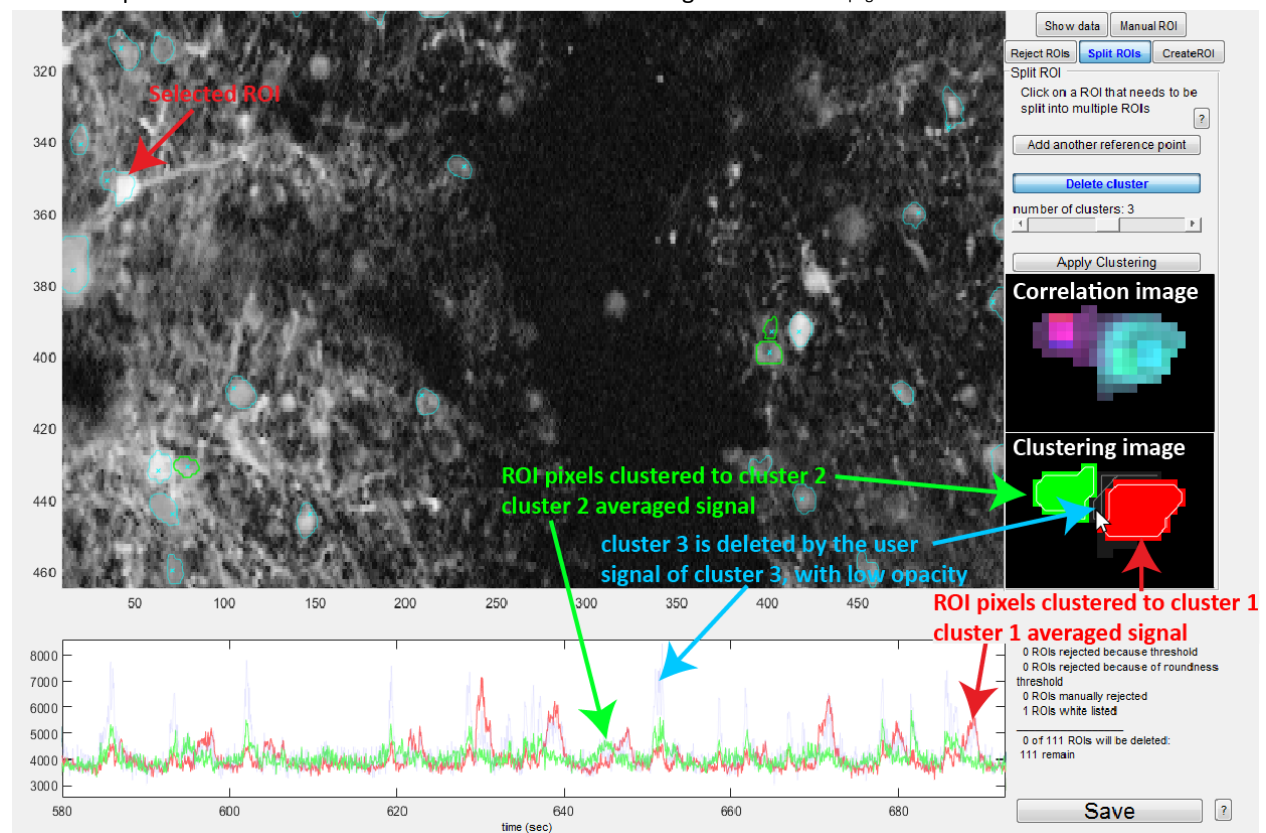 Show data
Manual ROI
Reject ROIs
Split ROIs
CreateROI
Split ROI
Click on a ROI that needs to be
split into multiple ROIs
?
Add another reference point
Delete cluster
number of clusters: 3
Apply Clustering
Correlation image
Clustering image
Selected ROI
320
340
360
380
400
420
440
460
50
100
150
200
250
300
350
400
450
ROI pixels clustered to cluster 2
cluster 2 averaged signal
cluster 3 is deleted by the user
signal of cluster 3, with low opacity
ROI pixels clustered to cluster 1
cluster 1 averaged signal
8000
7000
6000
5000
4000
3000
580
600
620
640
660
680
time (sec)
0 ROIs rejected because threshold
0 ROIs rejected because of roundness
threshold
0 ROIs manually rejected
1 ROIs white listed
0 of 111 ROIs will be deleted:
111 remain
Save
?